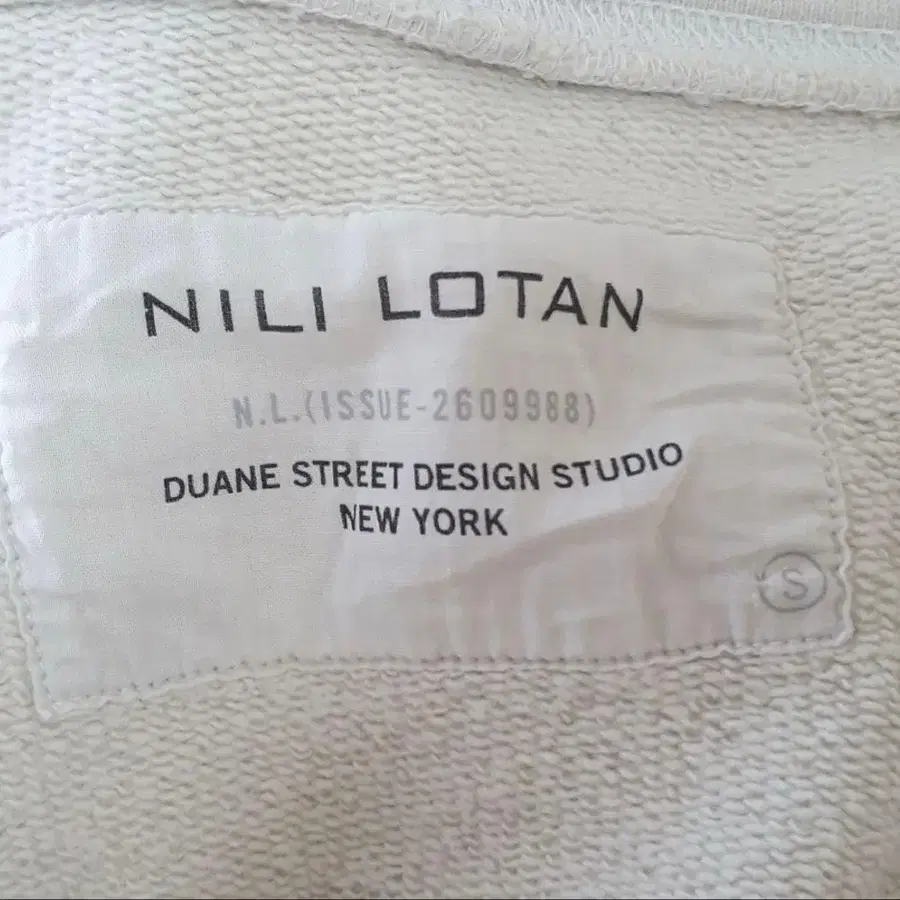 NILI LOTAN
N.L.(ISSUE-2609988)
DUANE STREET DESIGN STUDIO
NEW YORK
S